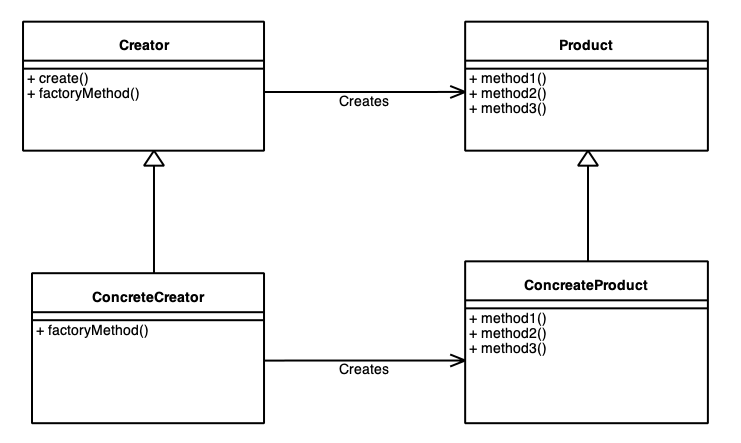 Creator
+ create()
+ factoryMethod()
Creates
Product
+ method1()
+ method2()
+ method3()
ConcreteCreator
+ factoryMethod()
Creates
ConcreateProduct
+ method1()
+ method2()
+ method3()